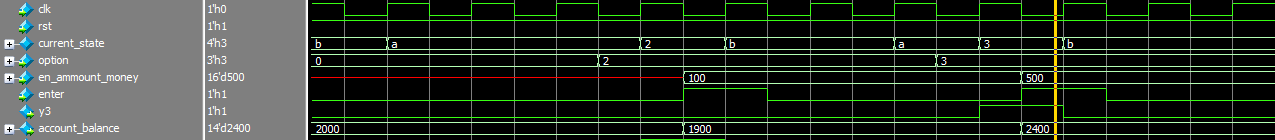 clk 1'h0
rst 1'h1
current_state 4'h3 b a 2 b a 3 b
option 3'h3 0 2 3
en_ammount_money 16'd500 100 500
enter 1'h1
y3 1'h1
account_balance 14'd2400 2000 1900 2400